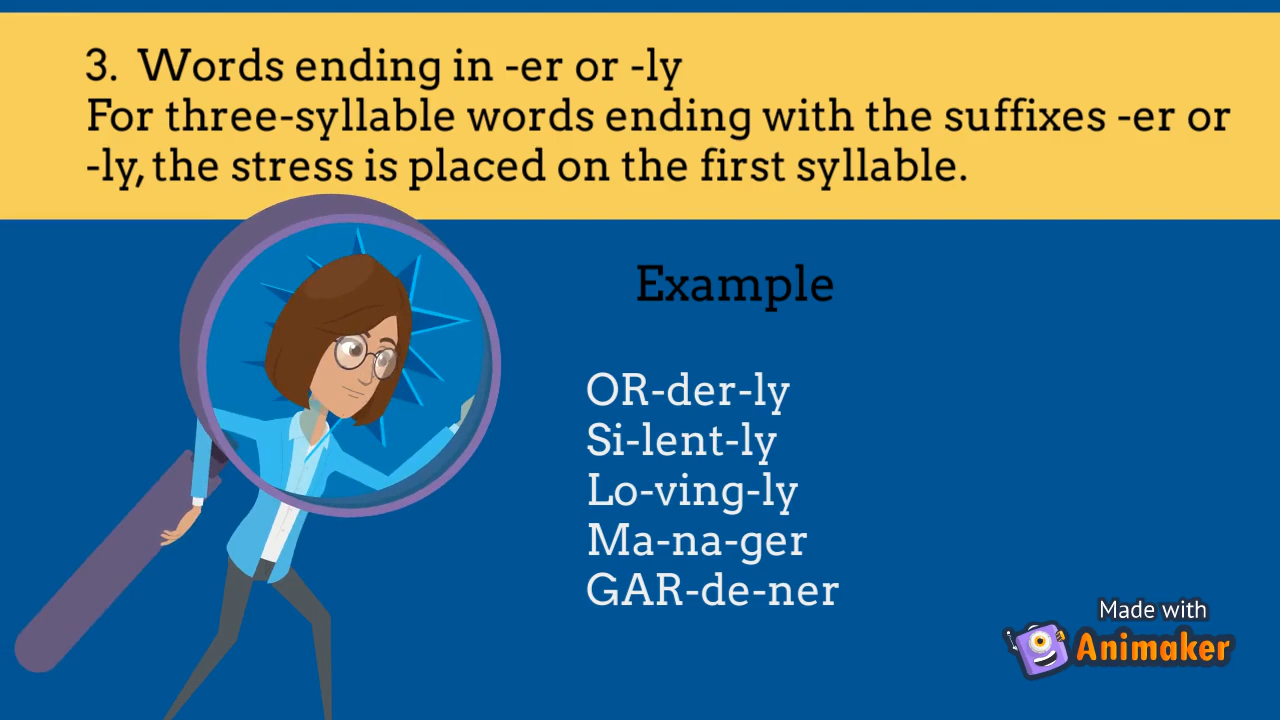 3. Words ending in -er or -ly
For three-syllable words ending with the suffixes -er or
-ly, the stress is placed on the first syllable.
Example
OR-der-ly
Si-lent-ly
Lo-ving-ly
Ma-na-ger
GAR-de-ner
Made with
Animaker